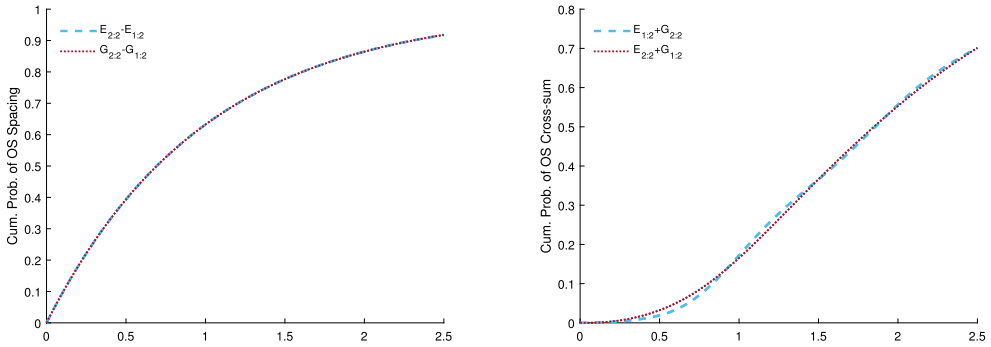 Cum. Prob. of OS Spacing
1
0.9
0.8
0.7
0.6
0.5
0.4
0.3
0.2
0.1
0
E2:2-E1:2
G2:2-G1:2
0 0.5 1 1.5 2 2.5
Cum. Prob. of OS Cross-sum
0.8
0.7
0.6
0.5
0.4
0.3
0.2
0.1
0
E1:2+G2:2
E2:2+G1:2
0 0.5 1 1.5 2 2.5